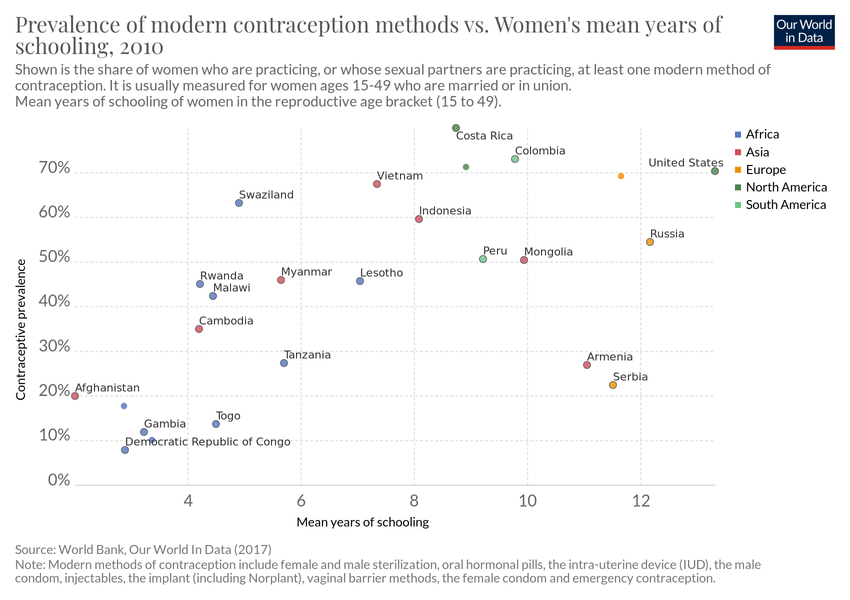 Prevalence of modern contraception methods vs. Women's mean years of
schooling, 2010
Our World
in Data
Shown is the share of women who are practicing, or whose sexual partners are practicing, at least one modern method of
contraception. It is usually measured for women ages 15-49 who are married or in union.
Mean years of schooling of women in the reproductive age bracket (15 to 49).
Africa
Asia
Europe
North America
South America
Contraceptive prevalence
70%
60%
50%
40%
30%
20%
10%
0%
Costa Rica
Colombia
United States
Vietnam
Swaziland
Indonesia
Russia
Peru
Mongolia
Rwanda
Myanmar
Lesotho
Malawi
Cambodia
Tanzania
Armenia
Serbia
Afghanistan
Togo
Gambia
Democratic Republic of Congo
4
6
8
10
12
Mean years of schooling
Source: World Bank, Our World In Data (2017)
Note: Modern methods of contraception include female and male sterilization, oral hormonal pills, the intra-uterine device (IUD), the male
condom, injectables, the implant (including Norplant), vaginal barrier methods, the female condom and emergency contraception.